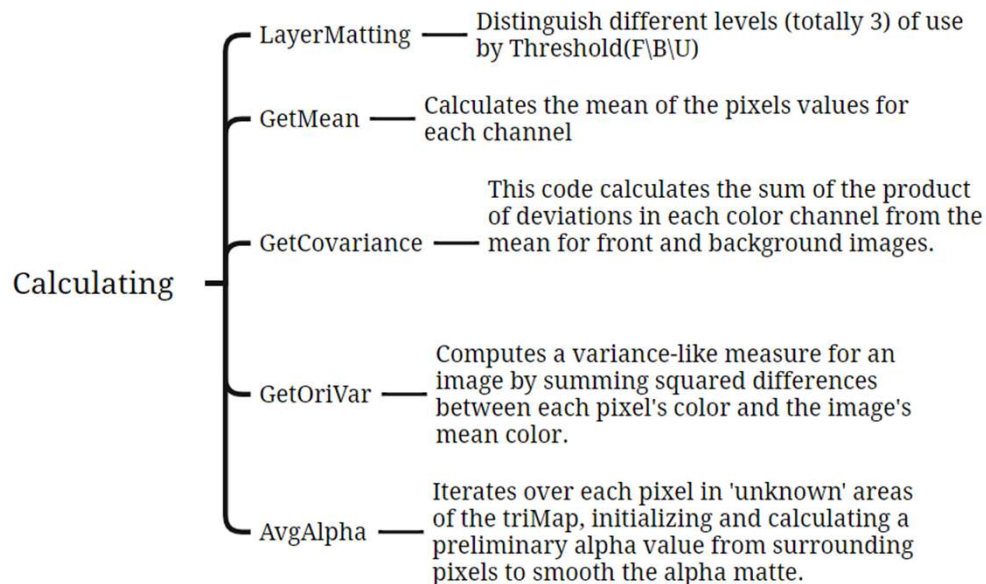 LayerMatting
Distinguish different levels (totally 3) of use
by Threshold(F\B\U)
GetMean
Calculates the mean of the pixels values for
each channel
GetCovariance
This code calculates the sum of the product
of deviations in each color channel from the
mean for front and background images.
Calculating
GetOriVar
Computes a variance-like measure for an
image by summing squared differences
between each pixel's color and the image's
mean color.
AvgAlpha
Iterates over each pixel in 'unknown' areas
of the triMap, initializing and calculating a
preliminary alpha value from surrounding
pixels to smooth the alpha matte.